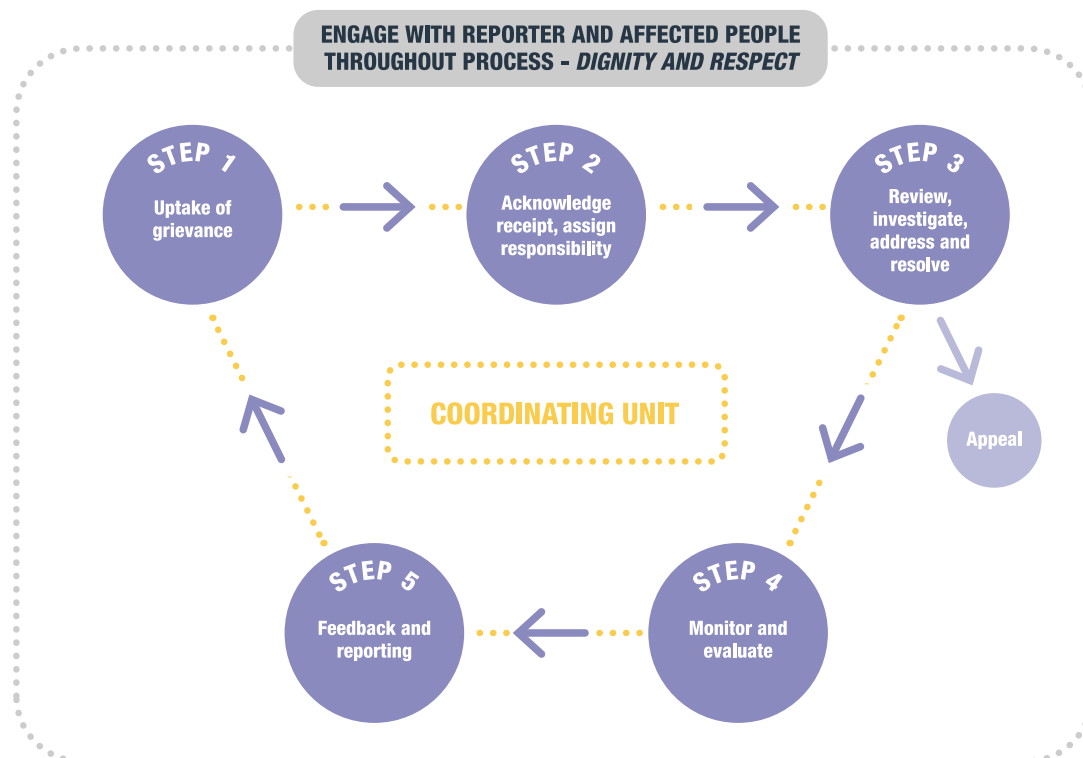 ENGAGE WITH REPORTER AND AFFECTED PEOPLE
THROUGHOUT PROCESS - DIGNITY AND RESPECT
STEP 1
Uptake of
grievance
STEP 2
Acknowledge
receipt, assign
responsibility
STEP 3
Review,
investigate,
address and
resolve
COORDINATING UNIT
Appeal
STEP 5
Feedback and
reporting
STEP 4
Monitor and
evaluate